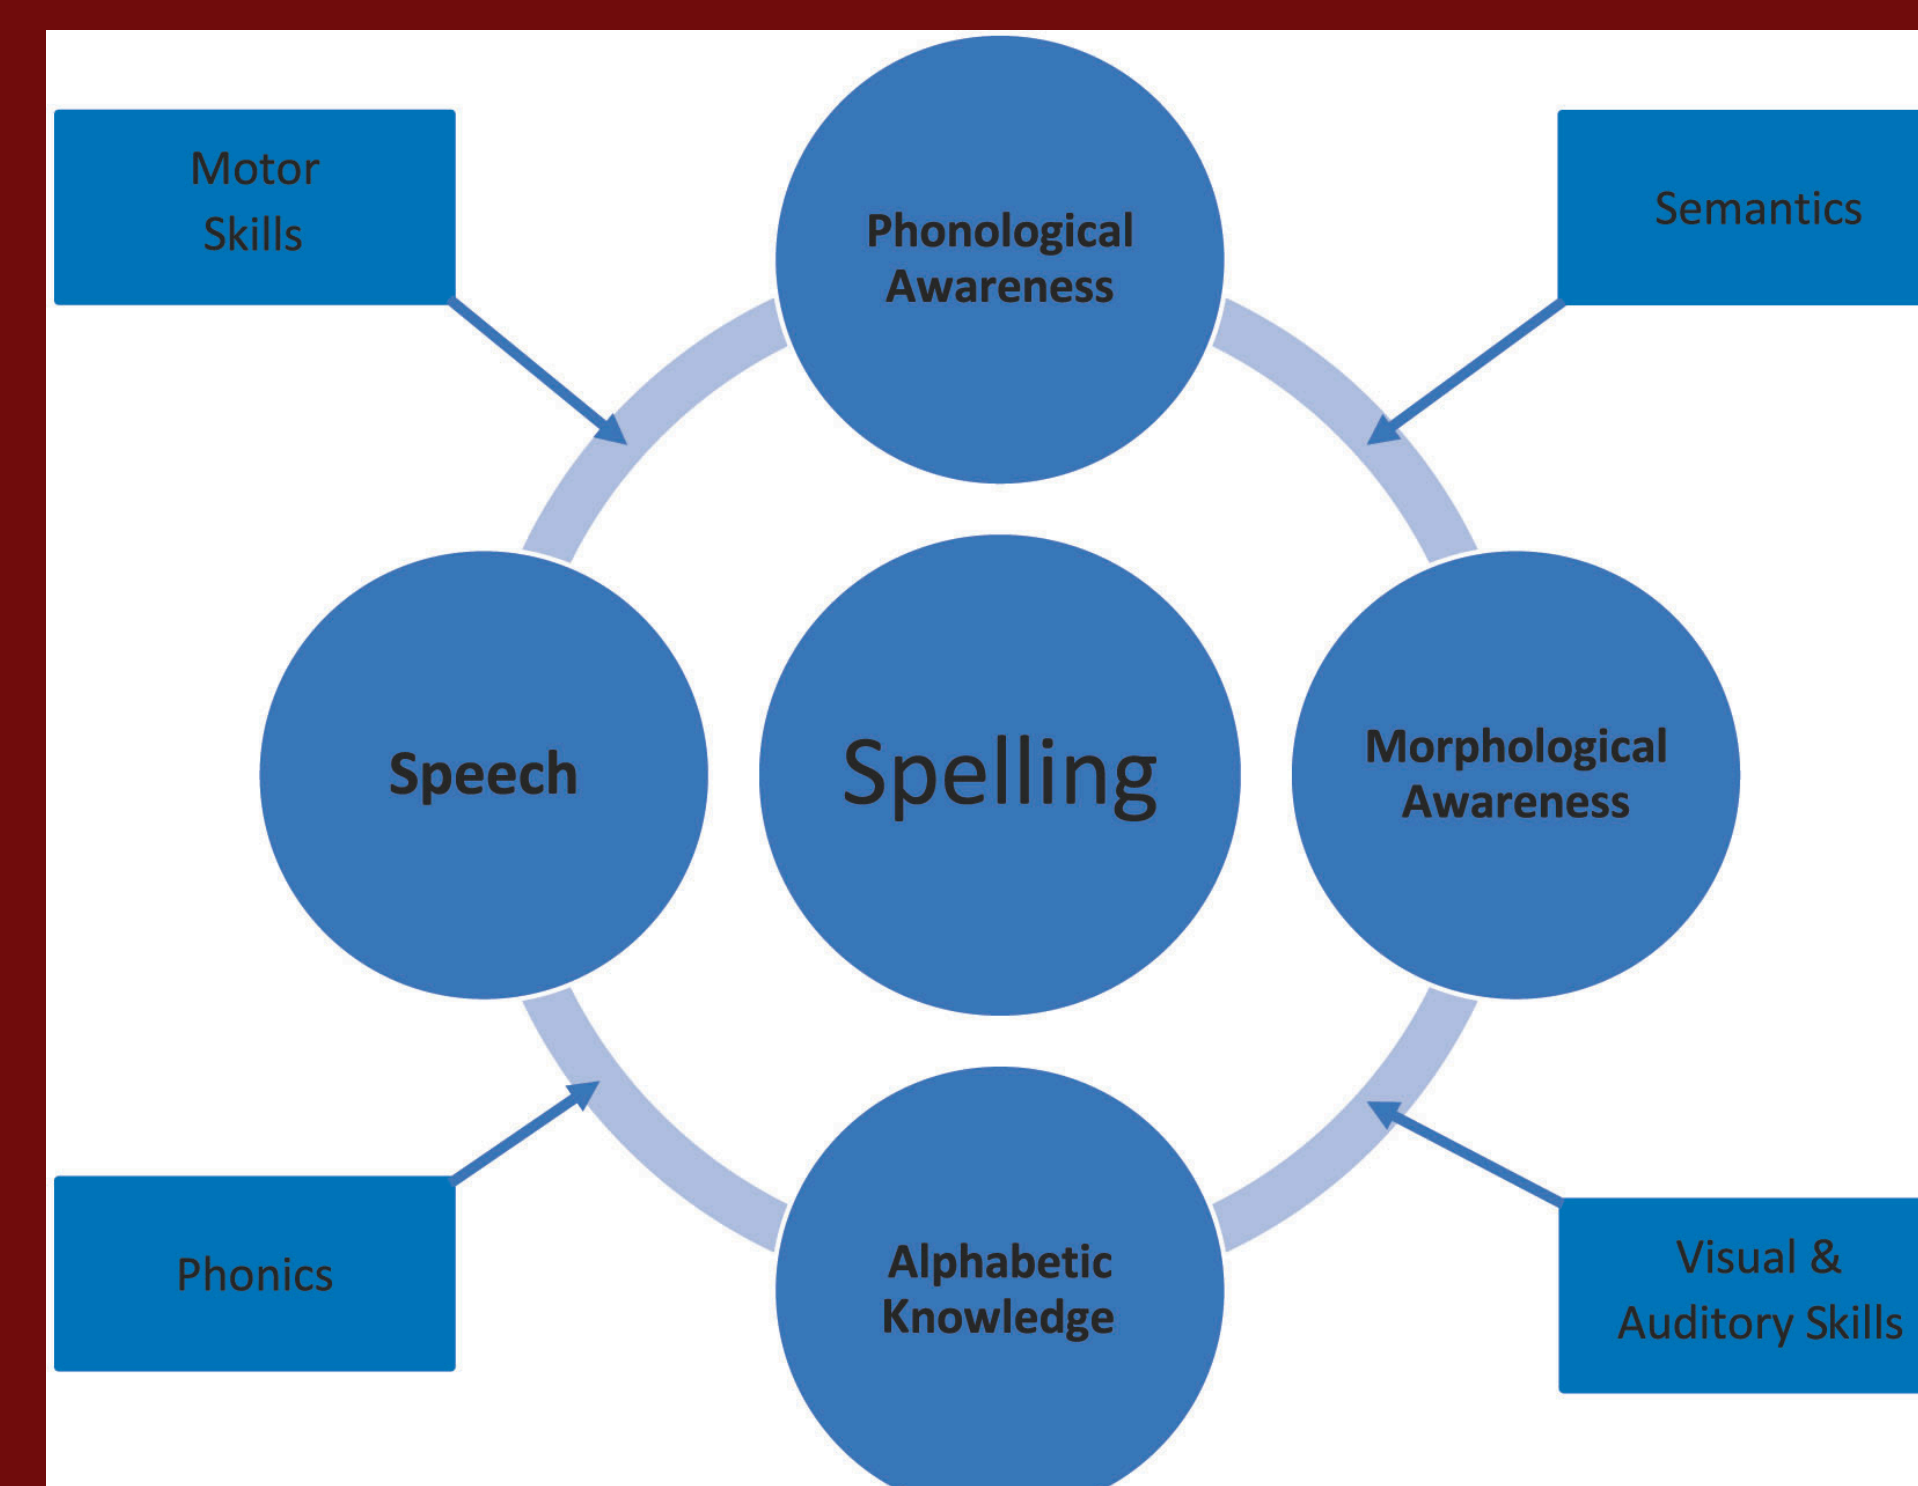 Motor
Skills
Phonological
Awareness
Semantics
Speech
Spelling
Morphological
Awareness
Phonics
Alphabetic
Knowledge
Visual &
Auditory Skills